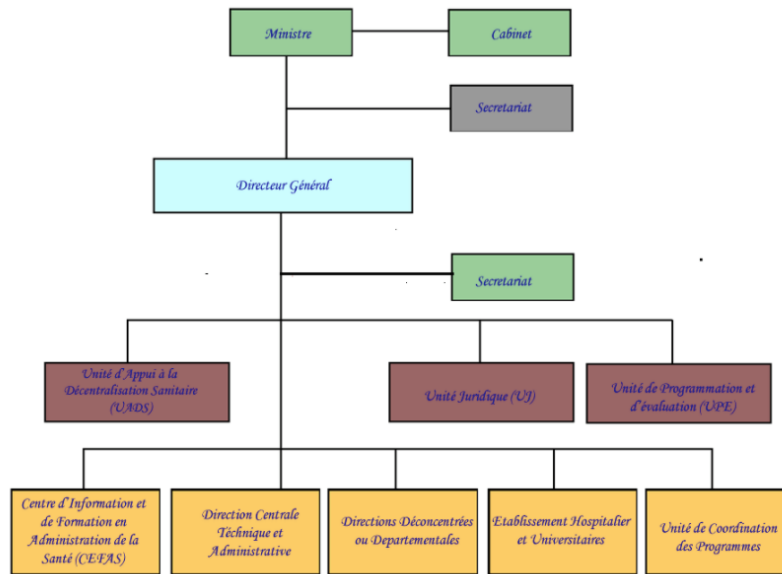 Ministre
Cabinet
Secretariat
Directeur Général
Secretariat
Unité d'Appui à la
Décentralisation Sanitaire
(UADS)
Unité Juridique (UJ)
Unité de Programmation et
d'évaluation (UPE)
Centre d'Information et
de Formation en
Administration de la
Santé (CEFAS)
Direction Centrale
Téchnique et
Administrative
Directions Déconcentrées
ou Departementales
Etablissement Hospitalier
et Universitaires
Unité de Coordination
des Programmes